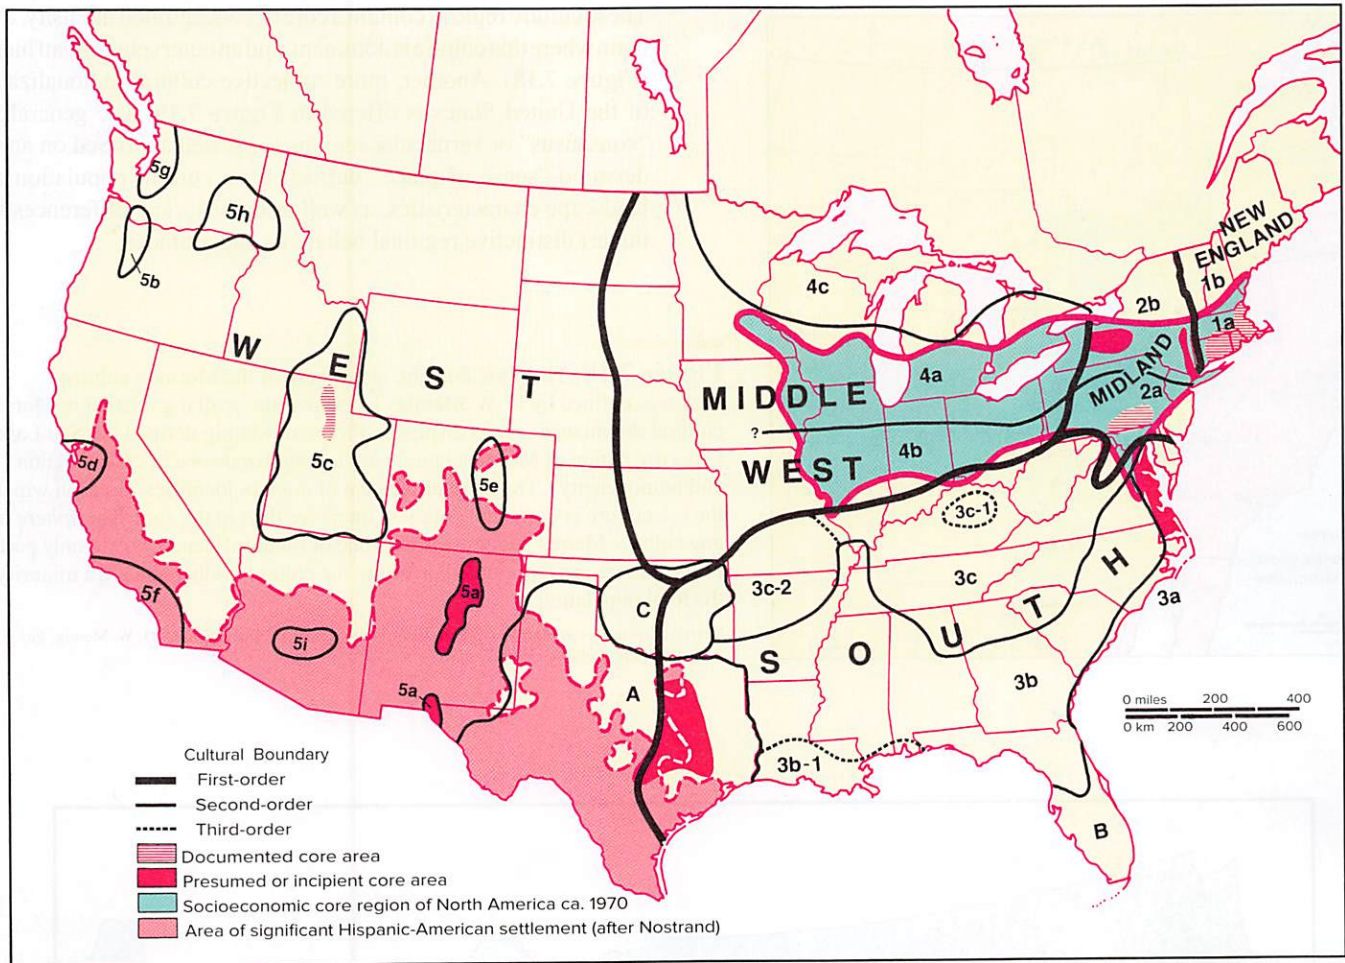 5g
5h
5b
NEW
ENGLAND
1b
4c
2b
1a
W
E
S
T
4a
MIDLAND
2a
MIDDLE
?
4b
WEST
5d
5c
5e
3c-1
5f
5i
5a
5a
C
3c-2
3c
H
T
U
O
S
3a
A
3b
3b-1
B
0 miles 200 400
0 km 200 400 600
Cultural Boundary
First-order
Second-order
Third-order
Documented core area
Presumed or incipient core area
Socioeconomic core region of North America ca. 1970
Area of significant Hispanic-American settlement (after Nostrand)